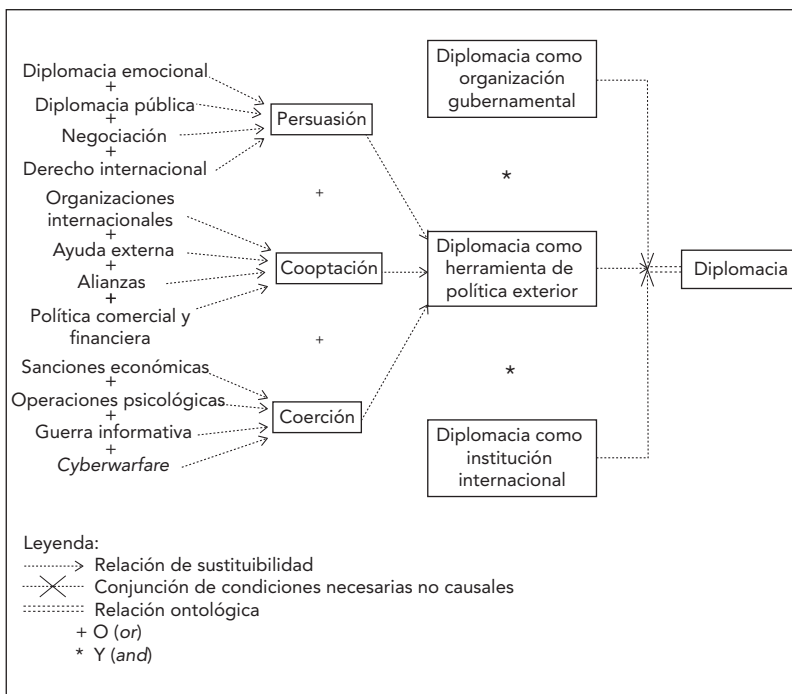 Diplomacia emocional
+
Diplomacia pública
+
Negociación
+
Derecho internacional
Organizaciones
internacionales
+
Ayuda externa
+
Alianzas
+
Política comercial y
financiera
Sanciones económicas
+
Operaciones psicológicas
+
Guerra informativa
+
Cyberwarfare
Persuasión
+
Cooptación
+
Coerción
Diplomacia como
organización
gubernamental
*
Diplomacia como
herramienta de
política exterior
*
Diplomacia como
institución
internacional
Diplomacia
Leyenda:
Relación de sustituibilidad
Conjunción de condiciones necesarias no causales
Relación ontológica
+ O (or)
* Y (and)